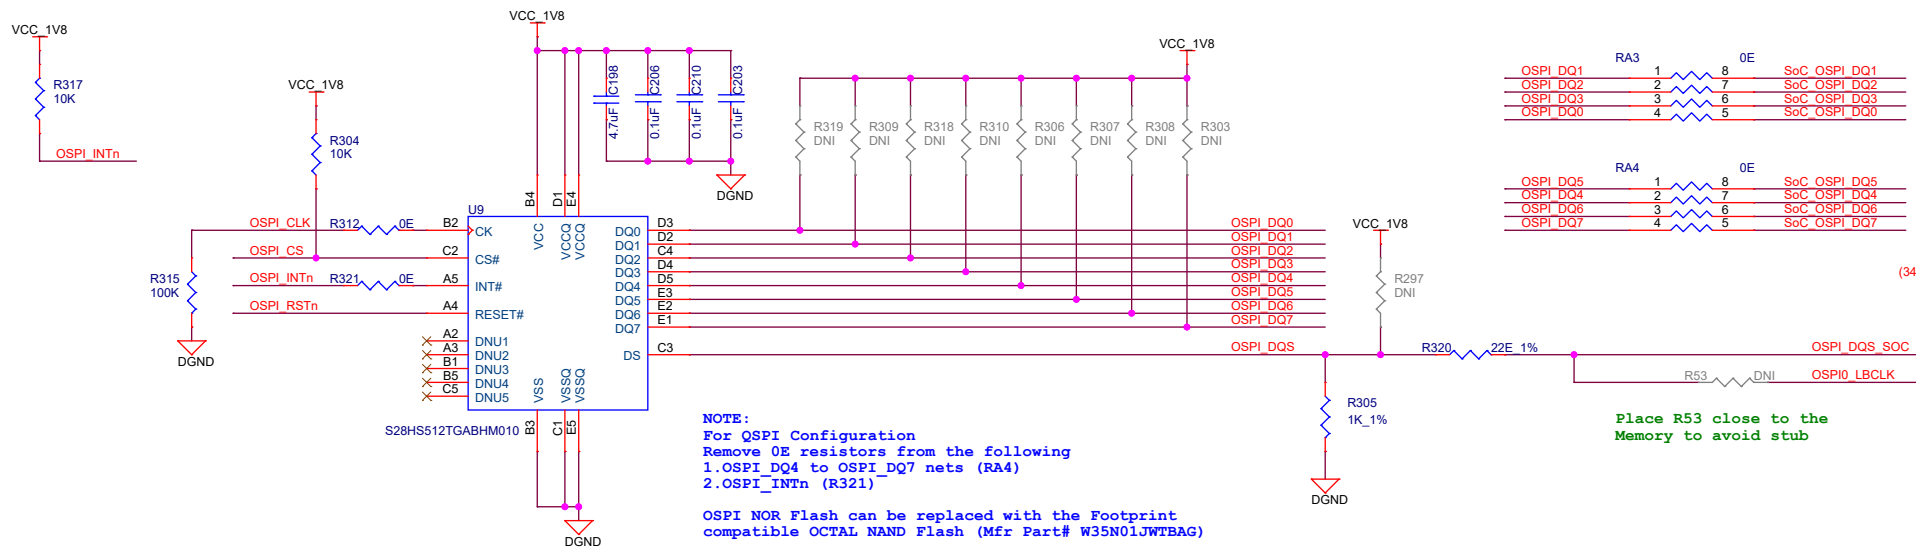 VCC_1V8
R317
10K
OSPI_INTn
VCC_1V8
R304
10K
VCC_1V8
C198
4.7uF
C206
0.1uF
C210
0.1uF
C203
0.1uF
DGND
VCC_1V8
R319
DNI
R309
DNI
R318
DNI
R310
DNI
R306
DNI
R307
DNI
R308
DNI
R303
DNI
RA3 0E
OSPI_DQ1 1 8 SoC_OSPI_DQ1
OSPI_DQ2 2 7 SoC_OSPI_DQ2
OSPI_DQ3 3 6 SoC_OSPI_DQ3
OSPI_DQ0 4 5 SoC_OSPI_DQ0
RA4 0E
OSPI_DQ5 1 8 SoC_OSPI_DQ5
OSPI_DQ4 2 7 SoC_OSPI_DQ4
OSPI_DQ6 3 6 SoC_OSPI_DQ6
OSPI_DQ7 4 5 SoC_OSPI_DQ7
(34
U9
B4 D1 E4
VCC VCCQ VCCQ
OSPI_CLK R312 0E B2 CK
OSPI_CS C2 CS#
OSPI_INTn R321 0E A5 INT#
OSPI_RSTn A4 RESET#
R315
100K
DGND
A2 DNU1
A3 DNU2
B1 DNU3
B5 DNU4
C5 DNU5
DQ0 D3 OSPI_DQ0
DQ1 D2 OSPI_DQ1
DQ2 C4 OSPI_DQ2
DQ3 D4 OSPI_DQ3
DQ4 D5 OSPI_DQ4
DQ5 E3 OSPI_DQ5
DQ6 E2 OSPI_DQ6
DQ7 E1 OSPI_DQ7
DS C3 OSPI_DQS
VSS VSSQ VSSQ
B3 C1 E5
S28HS512TGABHM010
DGND
VCC_1V8
R297
DNI
R320 22E_1%
OSPI_DQS_SOC
R53 DNI OSPI0_LBCLK
R305
1K_1%
DGND
Place R53 close to the
Memory to avoid stub
NOTE:
For QSPI Configuration
Remove 0E resistors from the following
1.OSPI_DQ4 to OSPI_DQ7 nets (RA4)
2.OSPI_INTn (R321)
OSPI NOR Flash can be replaced with the Footprint
compatible OCTAL NAND Flash (Mfr Part# W35N01JWTBAG)